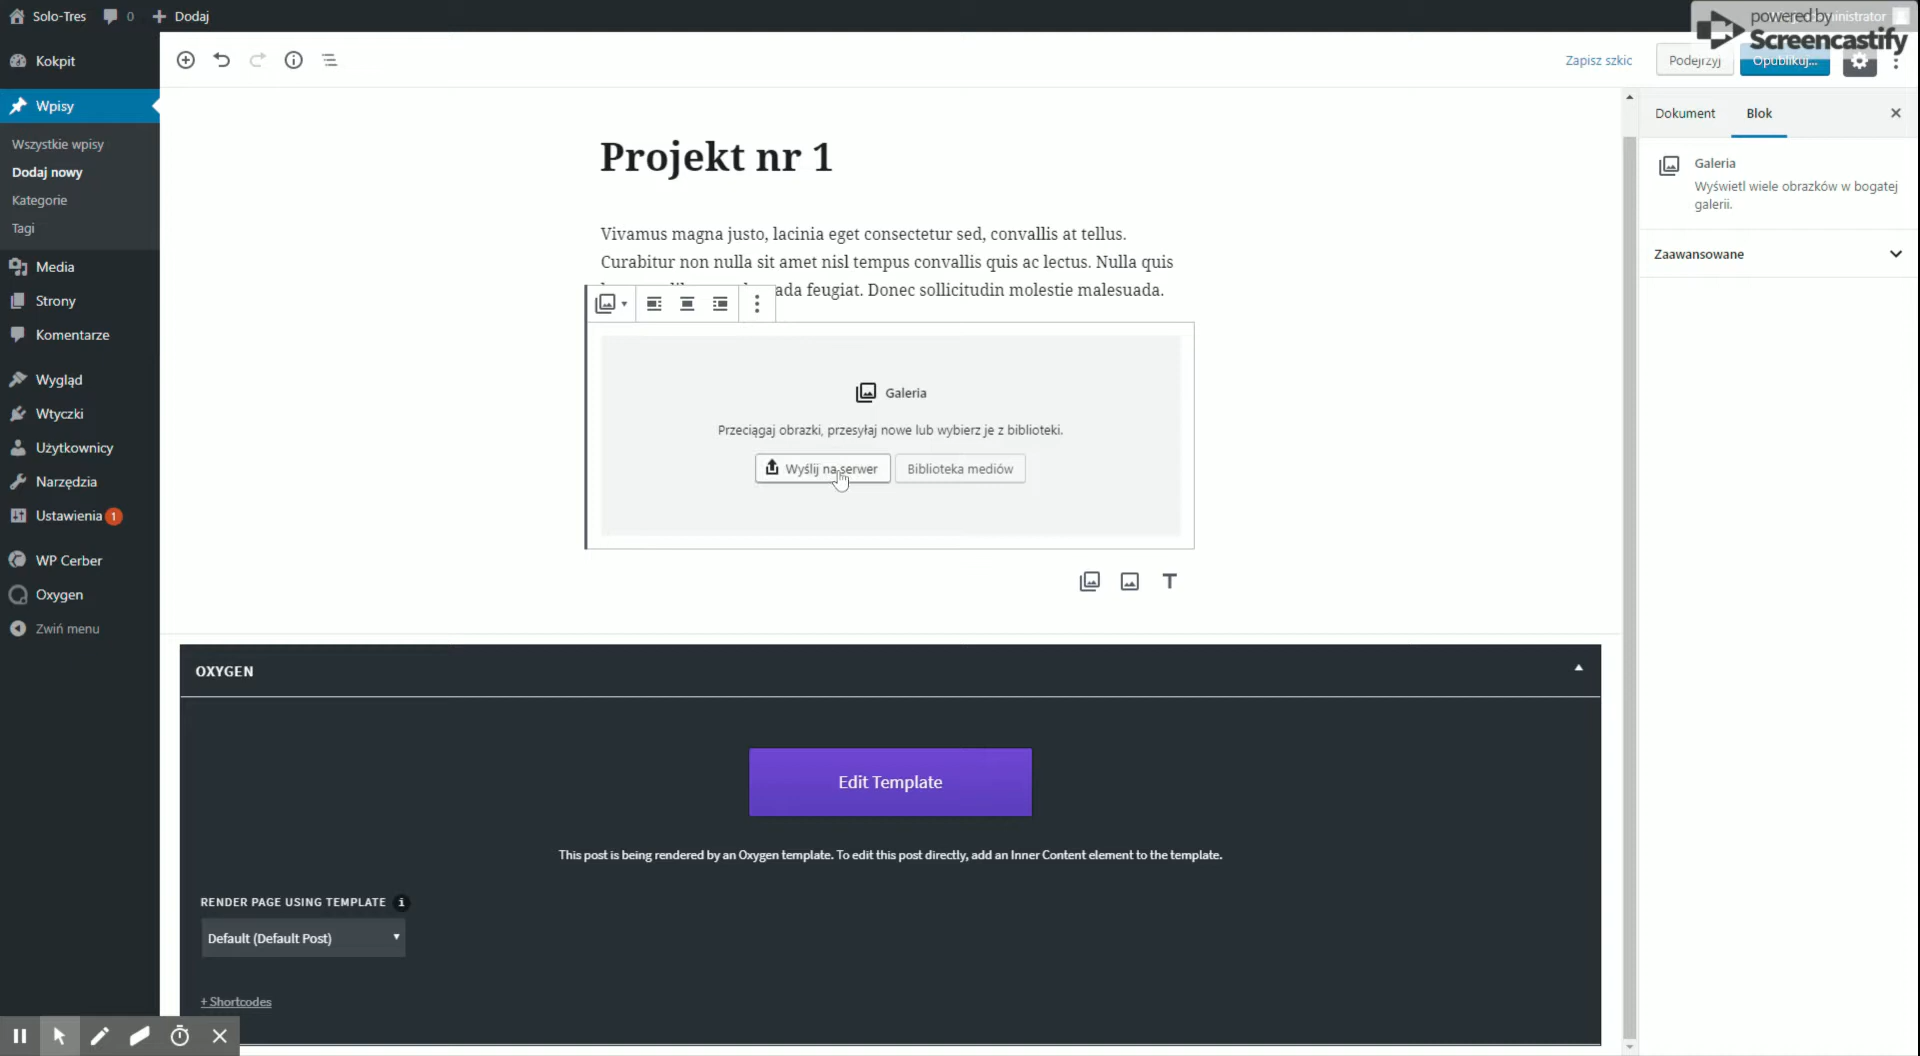 Solo-Tres
0
Dodaj
powered by
Screencastify
Kokpit
Wpisy
Wszystkie wpisy
Dodaj nowy
Kategorie
Tagi
Media
Strony
Komentarze
Wygląd
Wtyczki
Użytkownicy
Narzędzia
Ustawienia 1
WP Cerber
Oxygen
Zwiń menu
Zapisz szkic
Podejrzyj
Opublikuj...
Projekt nr 1
Vivamus magna justo, lacinia eget consectetur sed, convallis at tellus.
Curabitur non nulla sit amet nisl tempus convallis quis ac lectus. Nulla quis
feugiat. Donec sollicitudin molestie malesuada.
Galeria
Przeciągaj obrazki, przesyłaj nowe lub wybierz je z biblioteki.
Wyślij na serwer
Biblioteka mediów
OXYGEN
Edit Template
This post is being rendered by an Oxygen template. To edit this post directly, add an Inner Content element to the template.
RENDER PAGE USING TEMPLATE i
Default (Default Post)
+ Shortcodes
Dokument
Blok
Galeria
Wyświetl wiele obrazków w bogatej
galerii.
Zaawansowane